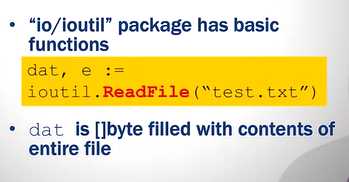 • “io/ioutil” package has basic
functions
dat, e :=
ioutil.ReadFile(“test.txt”)
• dat is []byte filled with contents of
entire file